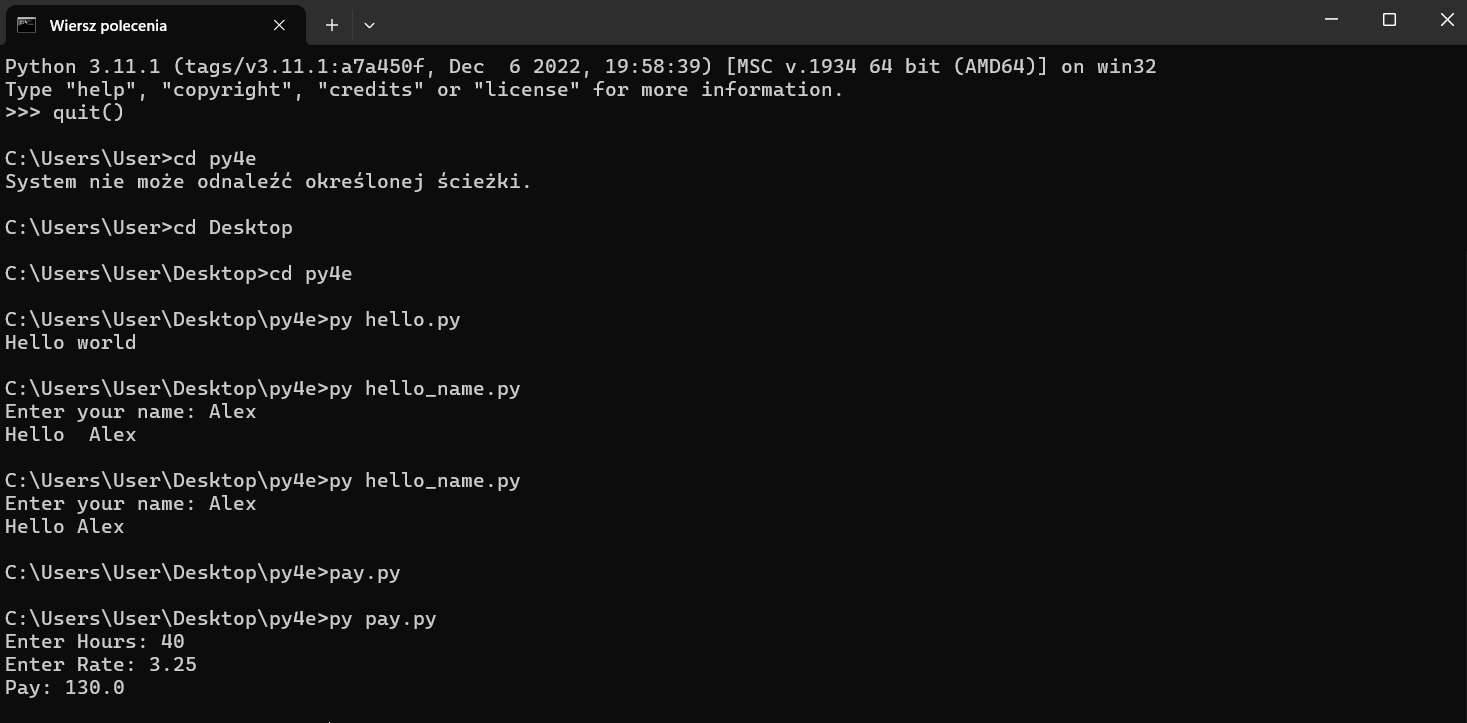 Wiersz polecenia
Python 3.11.1 (tags/v3.11.1:a7a450f, Dec  6 2022, 19:58:39) [MSC v.1934 64 bit (AMD64)] on win32
Type "help", "copyright", "credits" or "license" for more information.
>>> quit()
C:\Users\User>cd py4e
System nie może odnaleźć określonej ścieżki.
C:\Users\User>cd Desktop
C:\Users\User\Desktop>cd py4e
C:\Users\User\Desktop\py4e>py hello.py
Hello world
C:\Users\User\Desktop\py4e>py hello_name.py
Enter your name: Alex
Hello  Alex
C:\Users\User\Desktop\py4e>py hello_name.py
Enter your name: Alex
Hello Alex
C:\Users\User\Desktop\py4e>pay.py
C:\Users\User\Desktop\py4e>py pay.py
Enter Hours: 40
Enter Rate: 3.25
Pay: 130.0